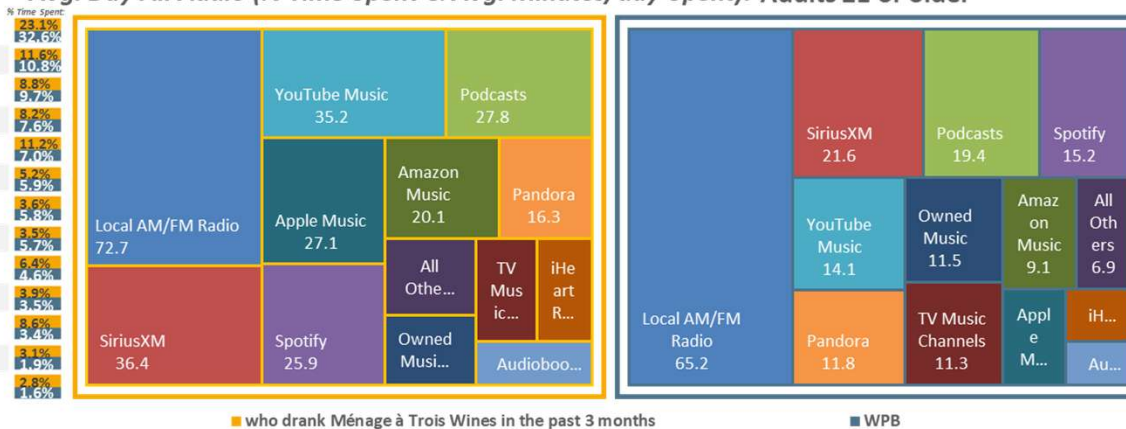 % Time Spent:
23.1%
32.6%
11.6%
10.8%
8.8%
9.7%
8.2%
7.6%
11.2%
7.0%
5.2%
5.9%
3.6%
5.8%
3.5%
5.7%
6.4%
4.6%
3.9%
3.5%
8.6%
3.4%
3.1%
1.9%
2.8%
1.6%
Local AM/FM Radio
72.7
SiriusXM
36.4
YouTube Music
35.2
Podcasts
27.8
Apple Music
27.1
Spotify
25.9
Amazon
Music
20.1
Pandora
16.3
All
Othe...
Owned
Musi...
TV
Mus
ic...
iHe
art
R...
Audioboo...
Local AM/FM
Radio
65.2
SiriusXM
21.6
Podcasts
19.4
Spotify
15.2
YouTube
Music
14.1
Pandora
11.8
Owned
Music
11.5
TV Music
Channels
11.3
Amaz
on
Music
9.1
All
Oth
ers
6.9
Appl
e
M...
iH...
Au...
who drank Ménage à Trois Wines in the past 3 months
WPB